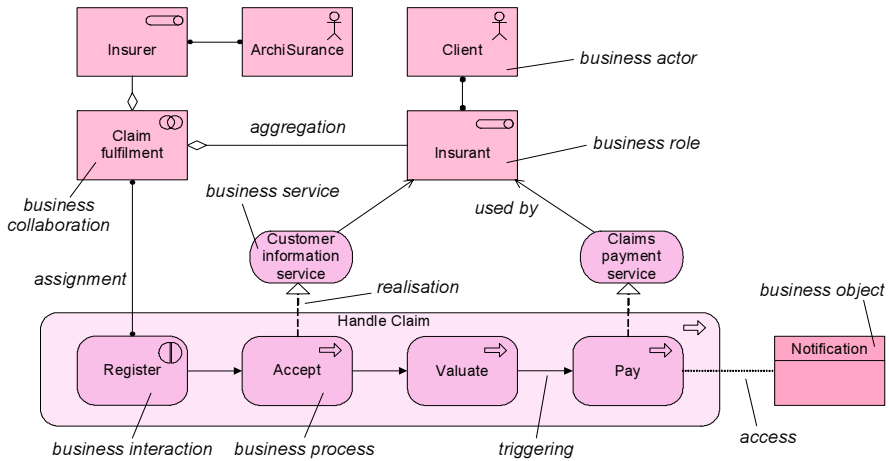 Insurer
ArchiSurance
Client
business actor
Claim
fulfilment
aggregation
Insurant
business role
business
collaboration
business service
used by
Customer
information
service
Claims
payment
service
assignment
realisation
business object
Handle Claim
Register
Accept
Valuate
Pay
Notification
business interaction
business process
triggering
access